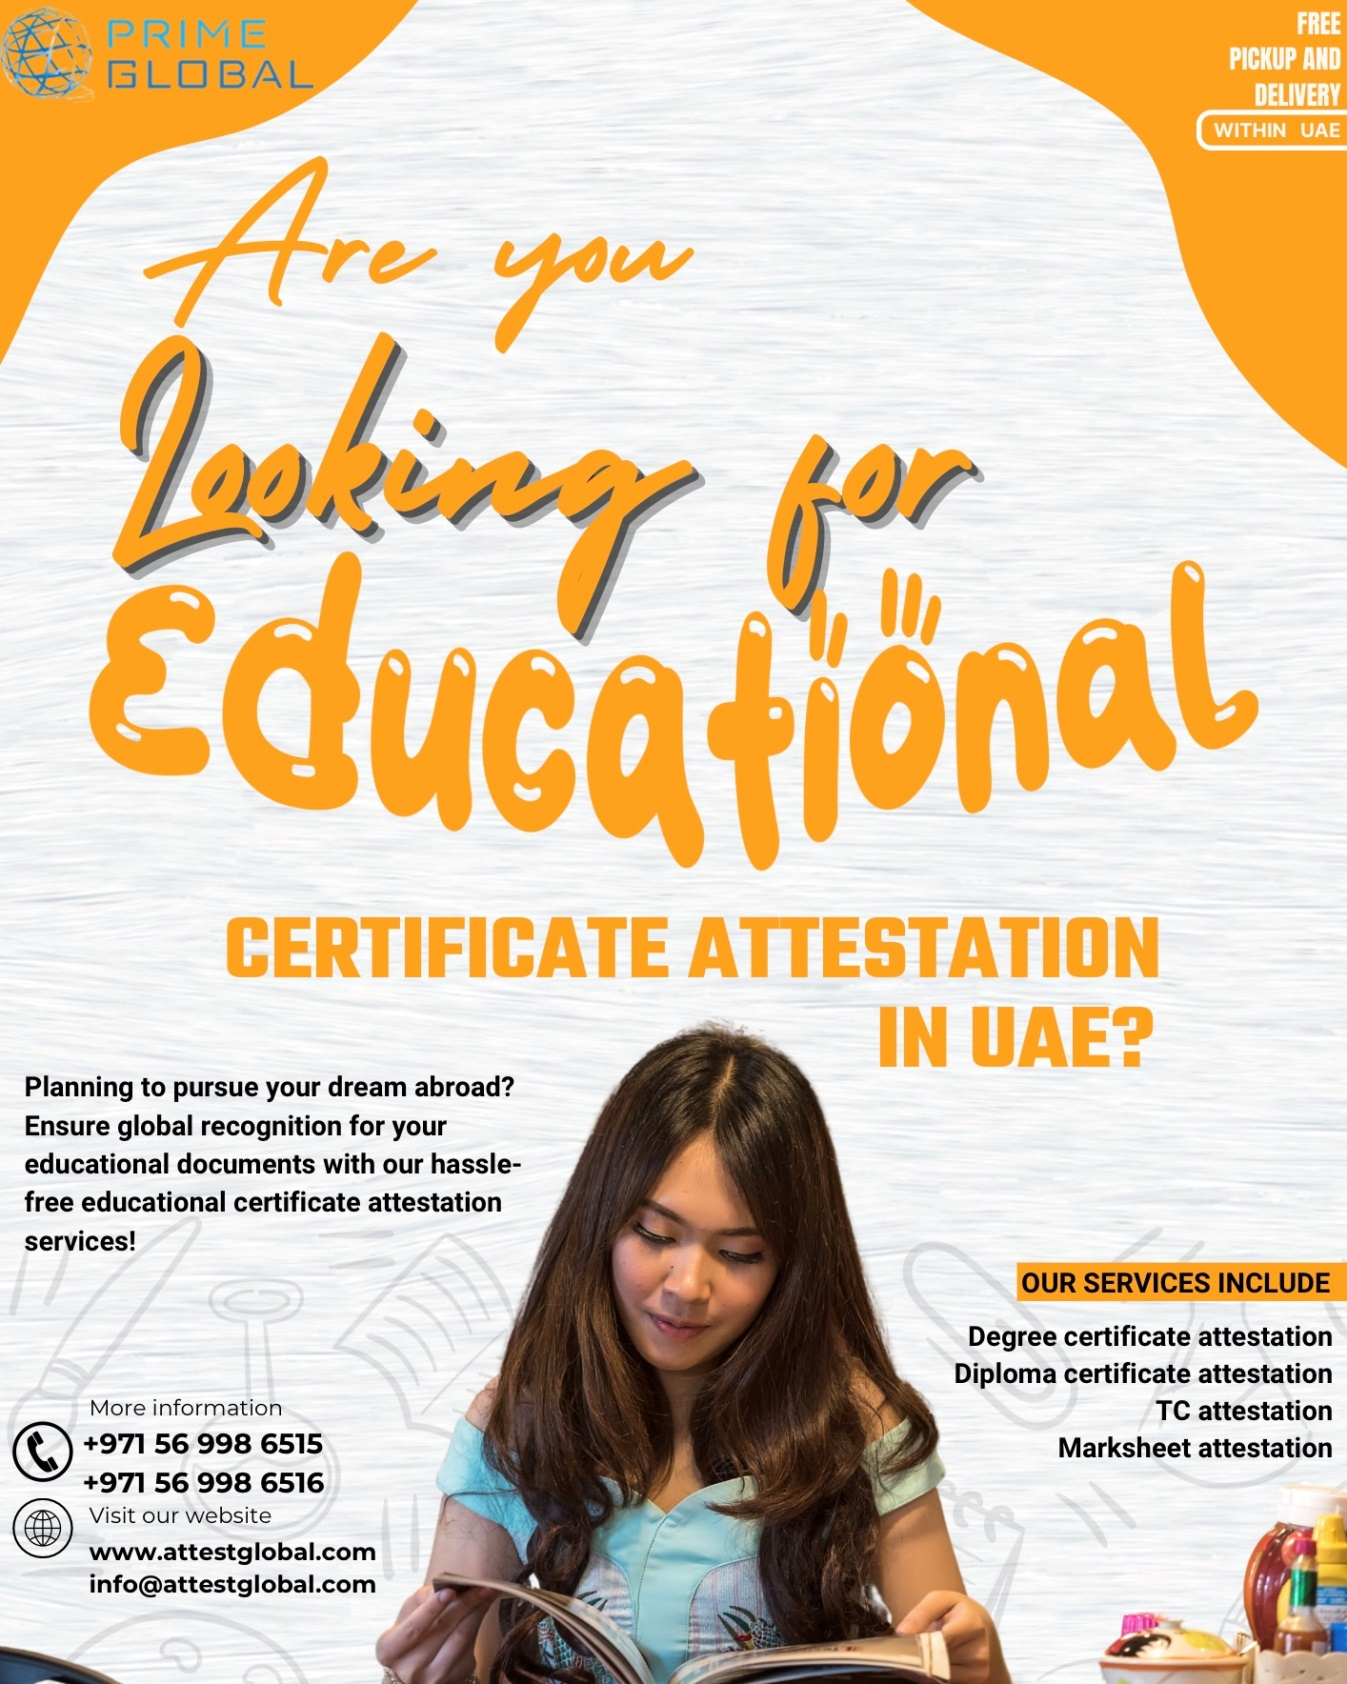 PRIME
GLOBAL
FREE
PICKUP AND
DELIVERY
WITHIN UAE
Are you
Looking for
Educational
CERTIFICATE ATTESTATION
IN UAE?
Planning to pursue your dream abroad?
Ensure global recognition for your
educational documents with our hassle-
free educational certificate attestation
services!
OUR SERVICES INCLUDE
Degree certificate attestation
Diploma certificate attestation
TC attestation
Marksheet attestation
More information
+971 56 998 6515
+971 56 998 6516
Visit our website
www.attestglobal.com
info@attestglobal.com